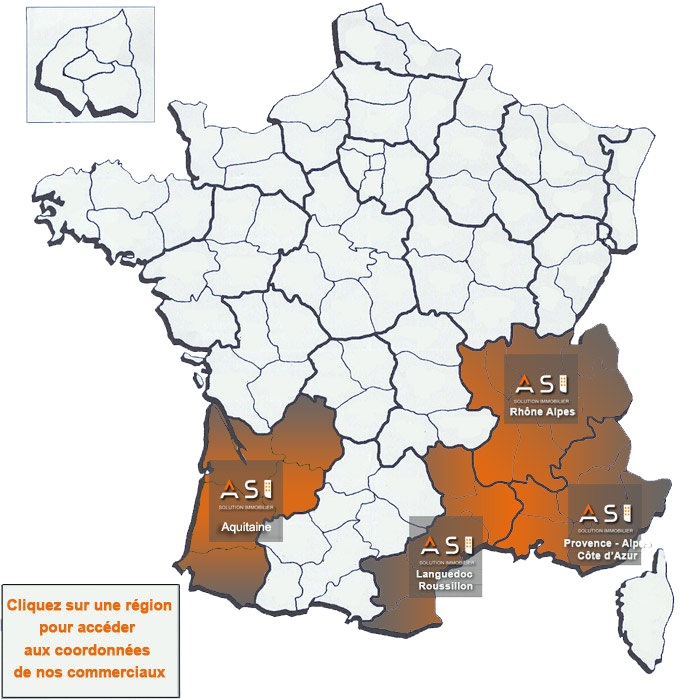 ASI
SOLUTION IMMOBILIER
Rhône Alpes
ASI
SOLUTION IMMOBILIER
Aquitaine
ASI
SOLUTION IMMOBILIER
Provence - Alpes
Côte d'Azur
ASI
SOLUTION IMMOBILIER
Languedoc
Roussillon
Cliquez sur une région
pour accéder
aux coordonnées
de nos commerciaux